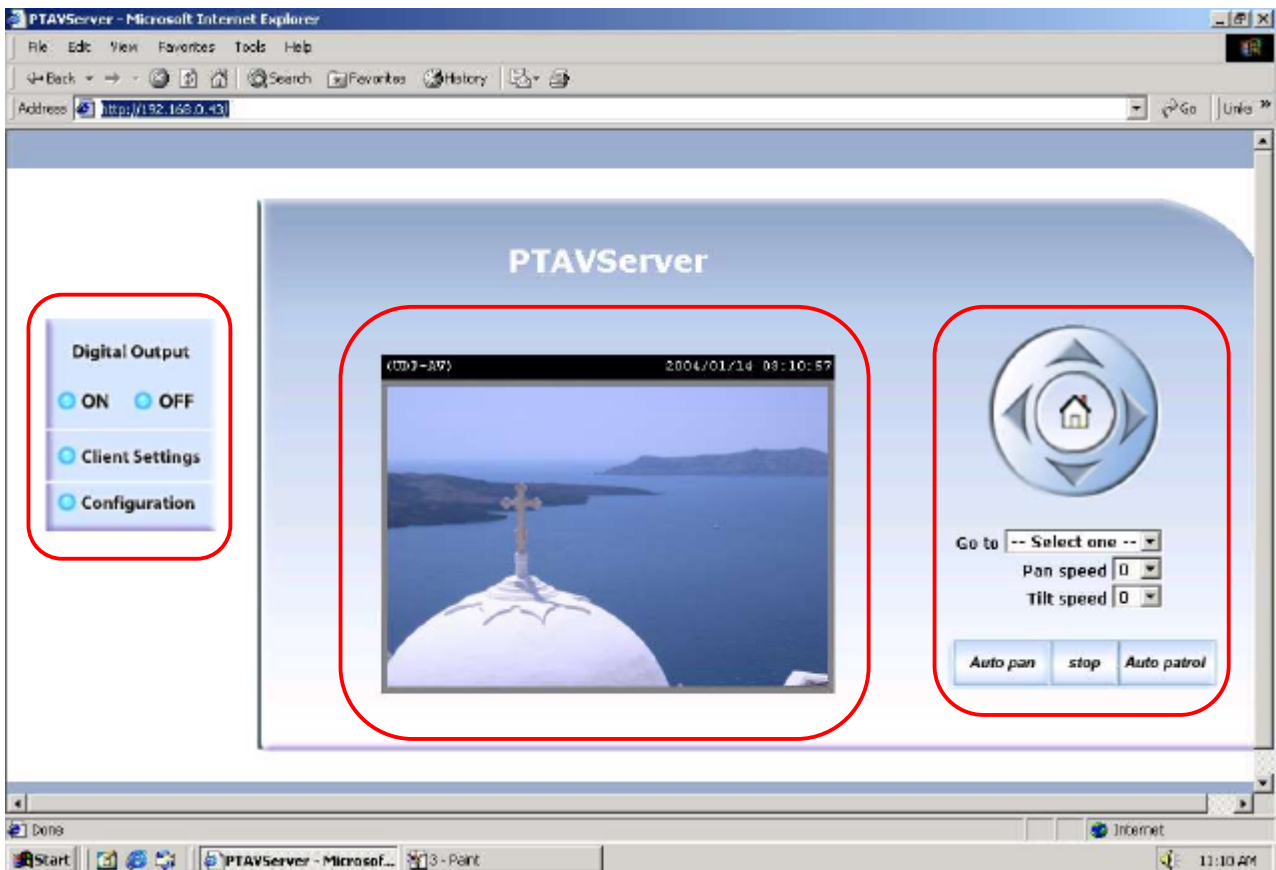 PTAVServer - Microsoft Internet Explorer
File Edit View Favorites Tools Help
Back Search Favorites History
Address http://192.168.0.43/ Go Links »
PTAVServer
Digital Output
ON OFF
Client Settings
Configuration
(UDP-AV) 2004/01/14 08:10:57
Go to -- Select one --
Pan speed 0
Tilt speed 0
Auto pan stop Auto patrol
Done Internet
Start PTAVServer - Microsof... 3 - Paint 11:10 AM